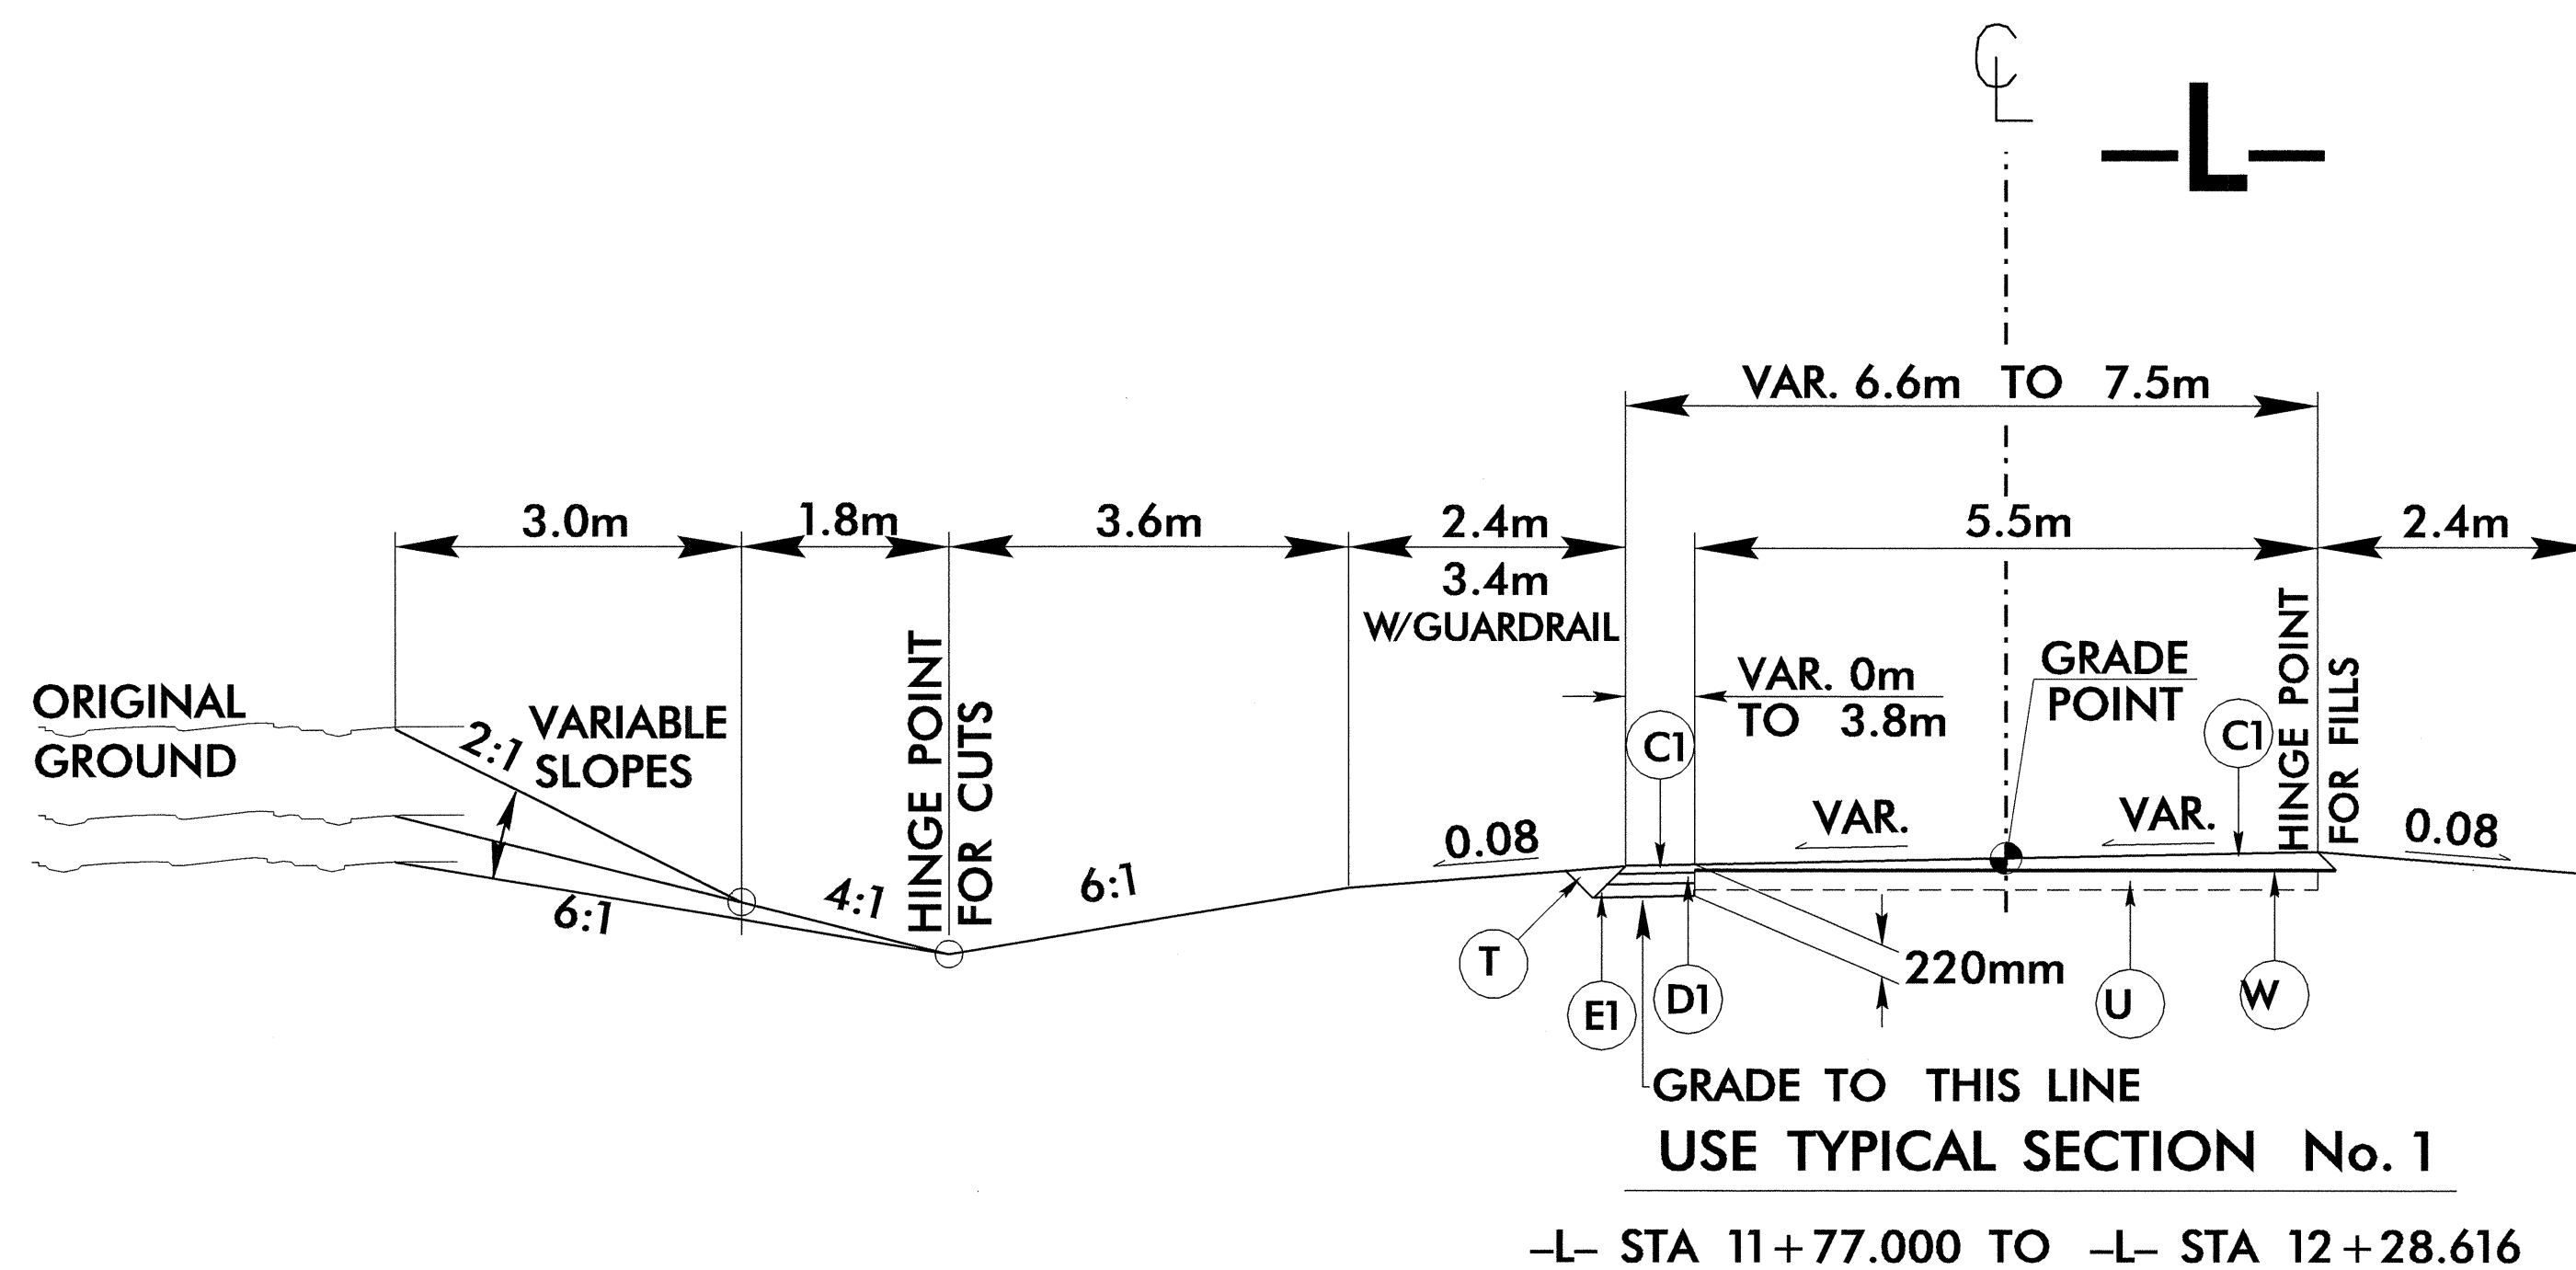 CL
–L–
VAR. 6.6m TO 7.5m
3.0m
1.8m
3.6m
2.4m
5.5m
2.4m
3.4m
W/GUARDRAIL
HINGE POINT
FOR CUTS
HINGE POINT
FOR FILLS
GRADE
POINT
VAR. 0m
TO 3.8m
ORIGINAL
GROUND
2:1
VARIABLE
SLOPES
C1
C1
VAR.
VAR.
0.08
0.08
6:1
4:1
6:1
T
E1
D1
220mm
U
W
GRADE TO THIS LINE
USE TYPICAL SECTION No. 1
–L– STA 11+77.000 TO –L– STA 12+28.616